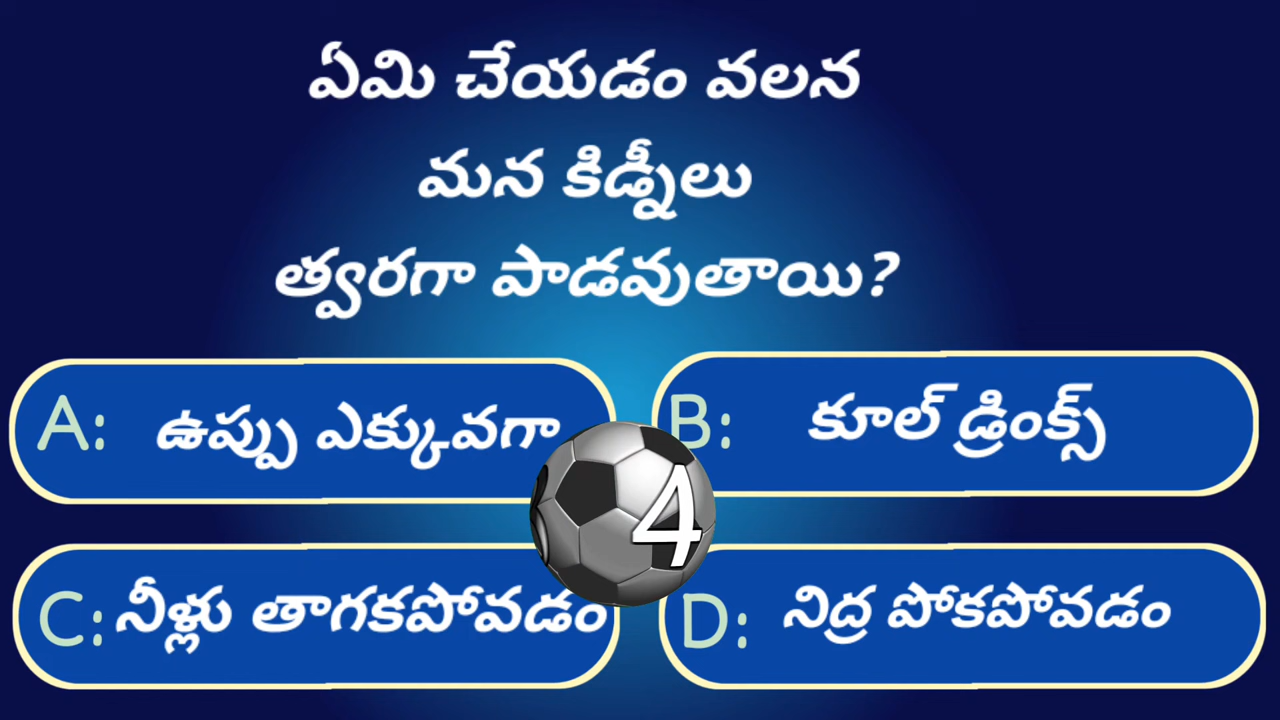 ఏమి చేయడం వలన
మన కిడ్నీలు
త్వరగా పాడవుతాయి?
A: ఉప్పు ఎక్కువగా
B: కూల్ డ్రింక్స్
4
C: నీళ్లు తాగకపోవడం
D: నిద్ర పోకపోవడం